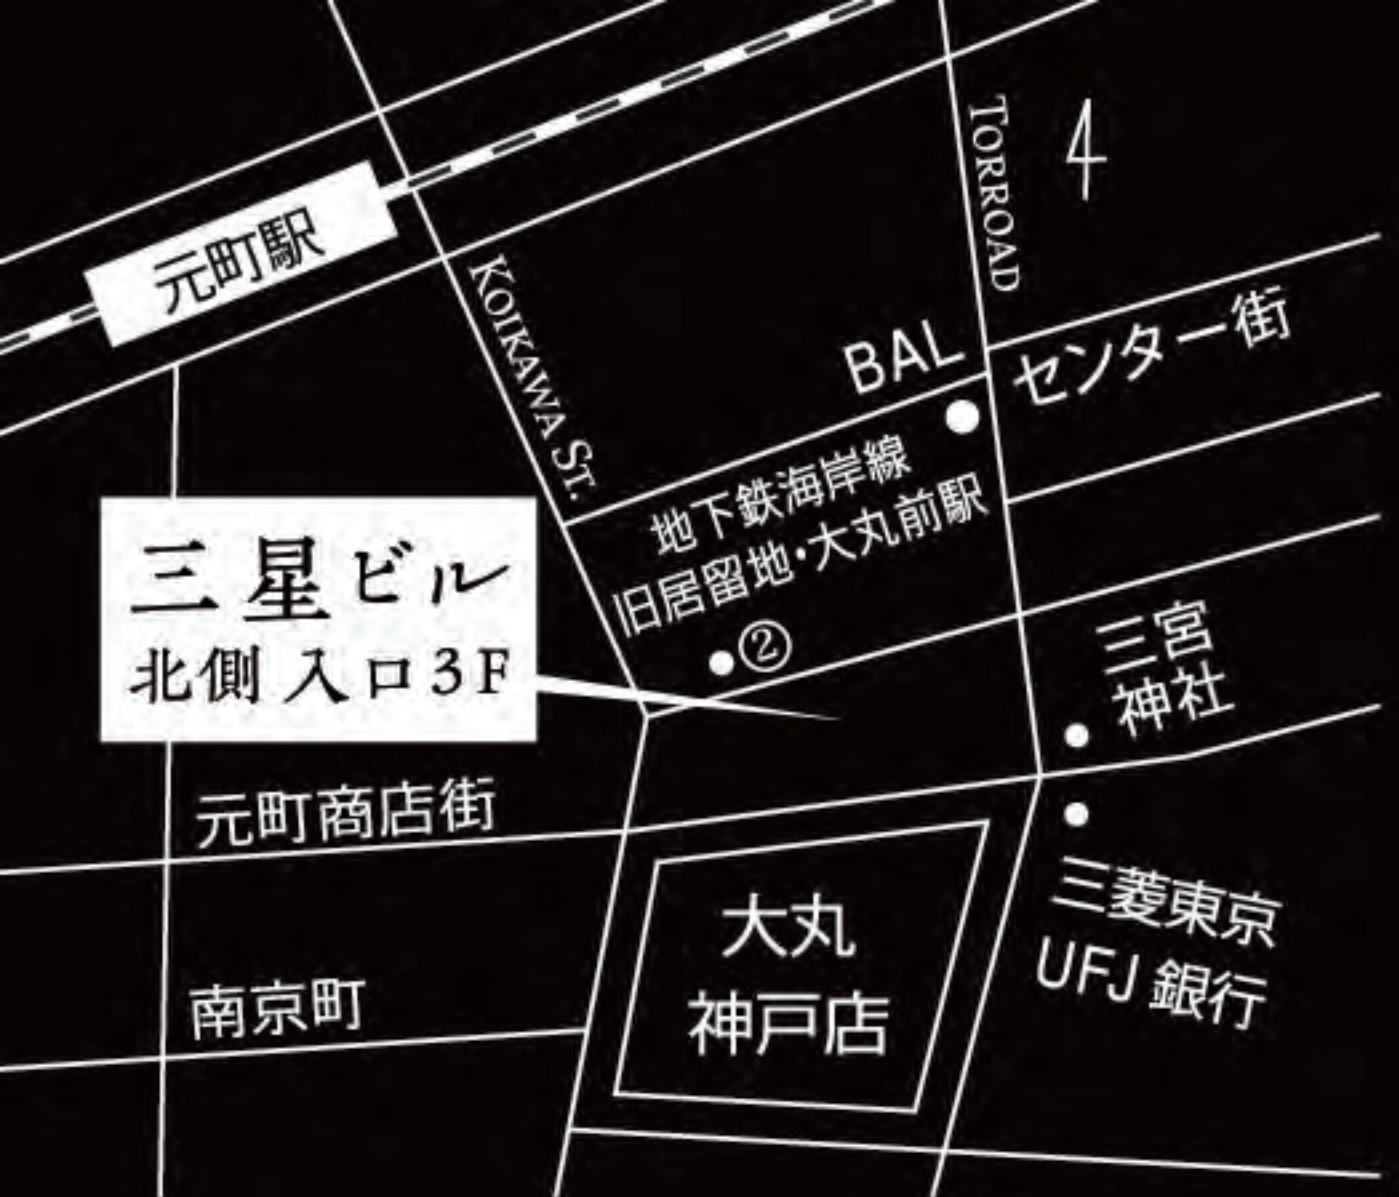 TORROAD
4
元町駅
KOIKAWA ST.
BAL
センター街
地下鉄海岸線
旧居留地・大丸前駅
②
三星ビル
北側 入口3F
三宮
神社
元町商店街
三菱東京
UFJ 銀行
大丸
神戸店
南京町